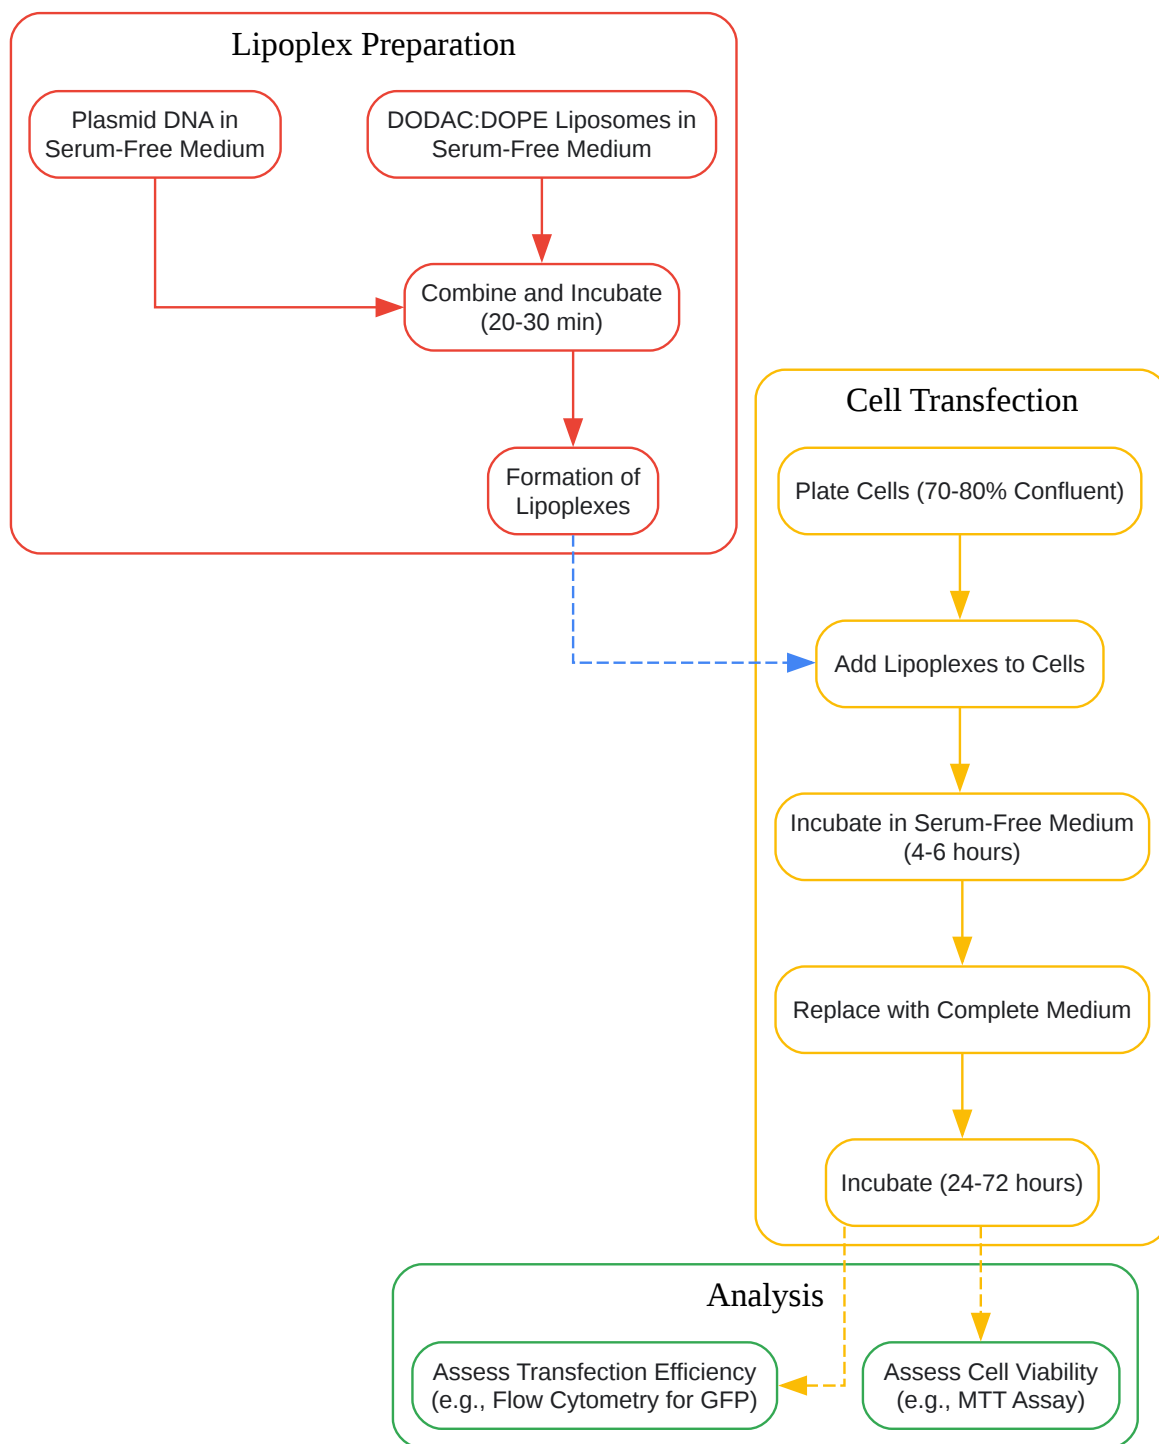 Lipoplex Preparation
Plasmid DNA in
Serum-Free Medium
DODAC:DOPE Liposomes in
Serum-Free Medium
Combine and Incubate
(20-30 min)
Formation of
Lipoplexes
Cell Transfection
Plate Cells (70-80% Confluent)
Add Lipoplexes to Cells
Incubate in Serum-Free Medium
(4-6 hours)
Replace with Complete Medium
Incubate (24-72 hours)
Analysis
Assess Transfection Efficiency
(e.g., Flow Cytometry for GFP)
Assess Cell Viability
(e.g., MTT Assay)